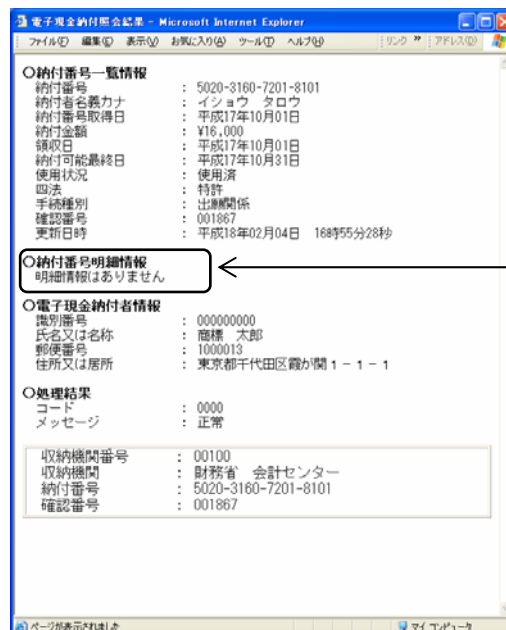 電子現金納付照会結果 - Microsoft Internet Explorer
ファイル(F) 編集(E) 表示(V) お気に入り(A) ツール(T) ヘルプ(H) リンク » アドレス(D)
○納付番号一覧情報
納付番号 : 5020-3160-7201-8101
納付者名義カナ : イショウ タロウ
納付番号取得日 : 平成17年10月01日
納付金額 : ¥16,000
領収日 : 平成17年10月01日
納付可能最終日 : 平成17年10月31日
使用状況 : 使用済
四法 : 特許
手続種別 : 出願関係
確認番号 : 001867
更新日時 : 平成18年02月04日 16時55分28秒
○納付番号明細情報
明細情報はありません
○電子現金納付者情報
識別番号 : 000000000
氏名又は名称 : 商標 太郎
郵便番号 : 1000013
住所又は居所 : 東京都千代田区霞が関1-1-1
○処理結果
コード : 0000
メッセージ : 正常
収納機関番号 : 00100
収納機関 : 財務省 会計センター
納付番号 : 5020-3160-7201-8101
確認番号 : 001867
ページが表示されました マイ コンピュータ